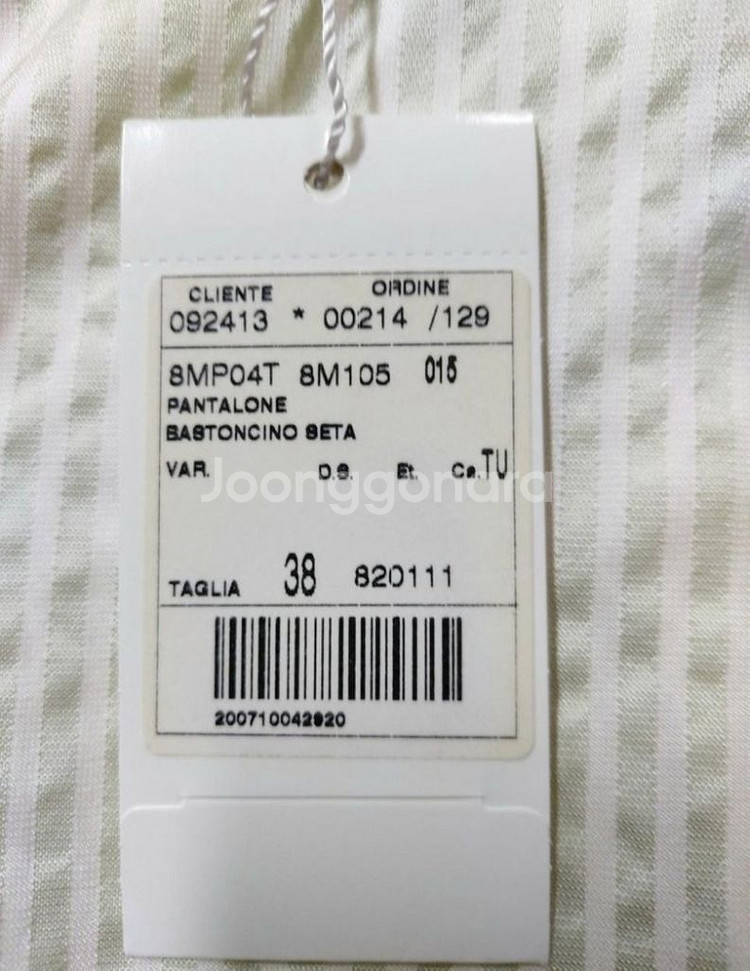 CLIENTE ORDINE
092413 * 00214 /129
8MP04T 8M105 015
PANTALONE
BASTONCINO SETA
VAR. D.S. Et. Ca. TU
Joonggonara
TAGLIA 38 820111
200710042920